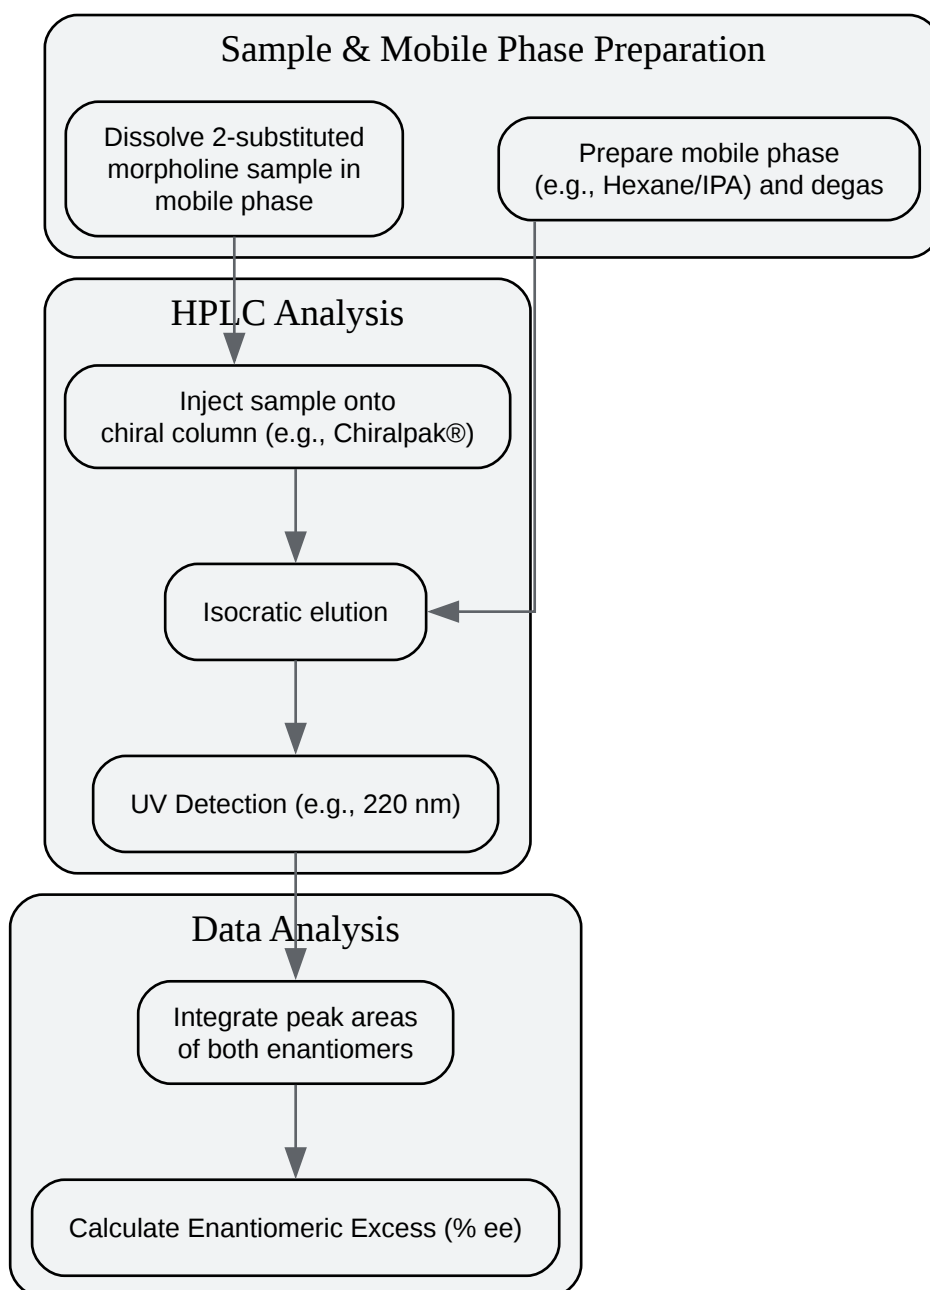 Sample & Mobile Phase Preparation
Dissolve 2-substituted
morpholine sample in
mobile phase
Prepare mobile phase
(e.g., Hexane/IPA) and degas
HPLC Analysis
Inject sample onto
chiral column (e.g., Chiralpak®)
Isocratic elution
UV Detection (e.g., 220 nm)
Data Analysis
Integrate peak areas
of both enantiomers
Calculate Enantiomeric Excess (% ee)